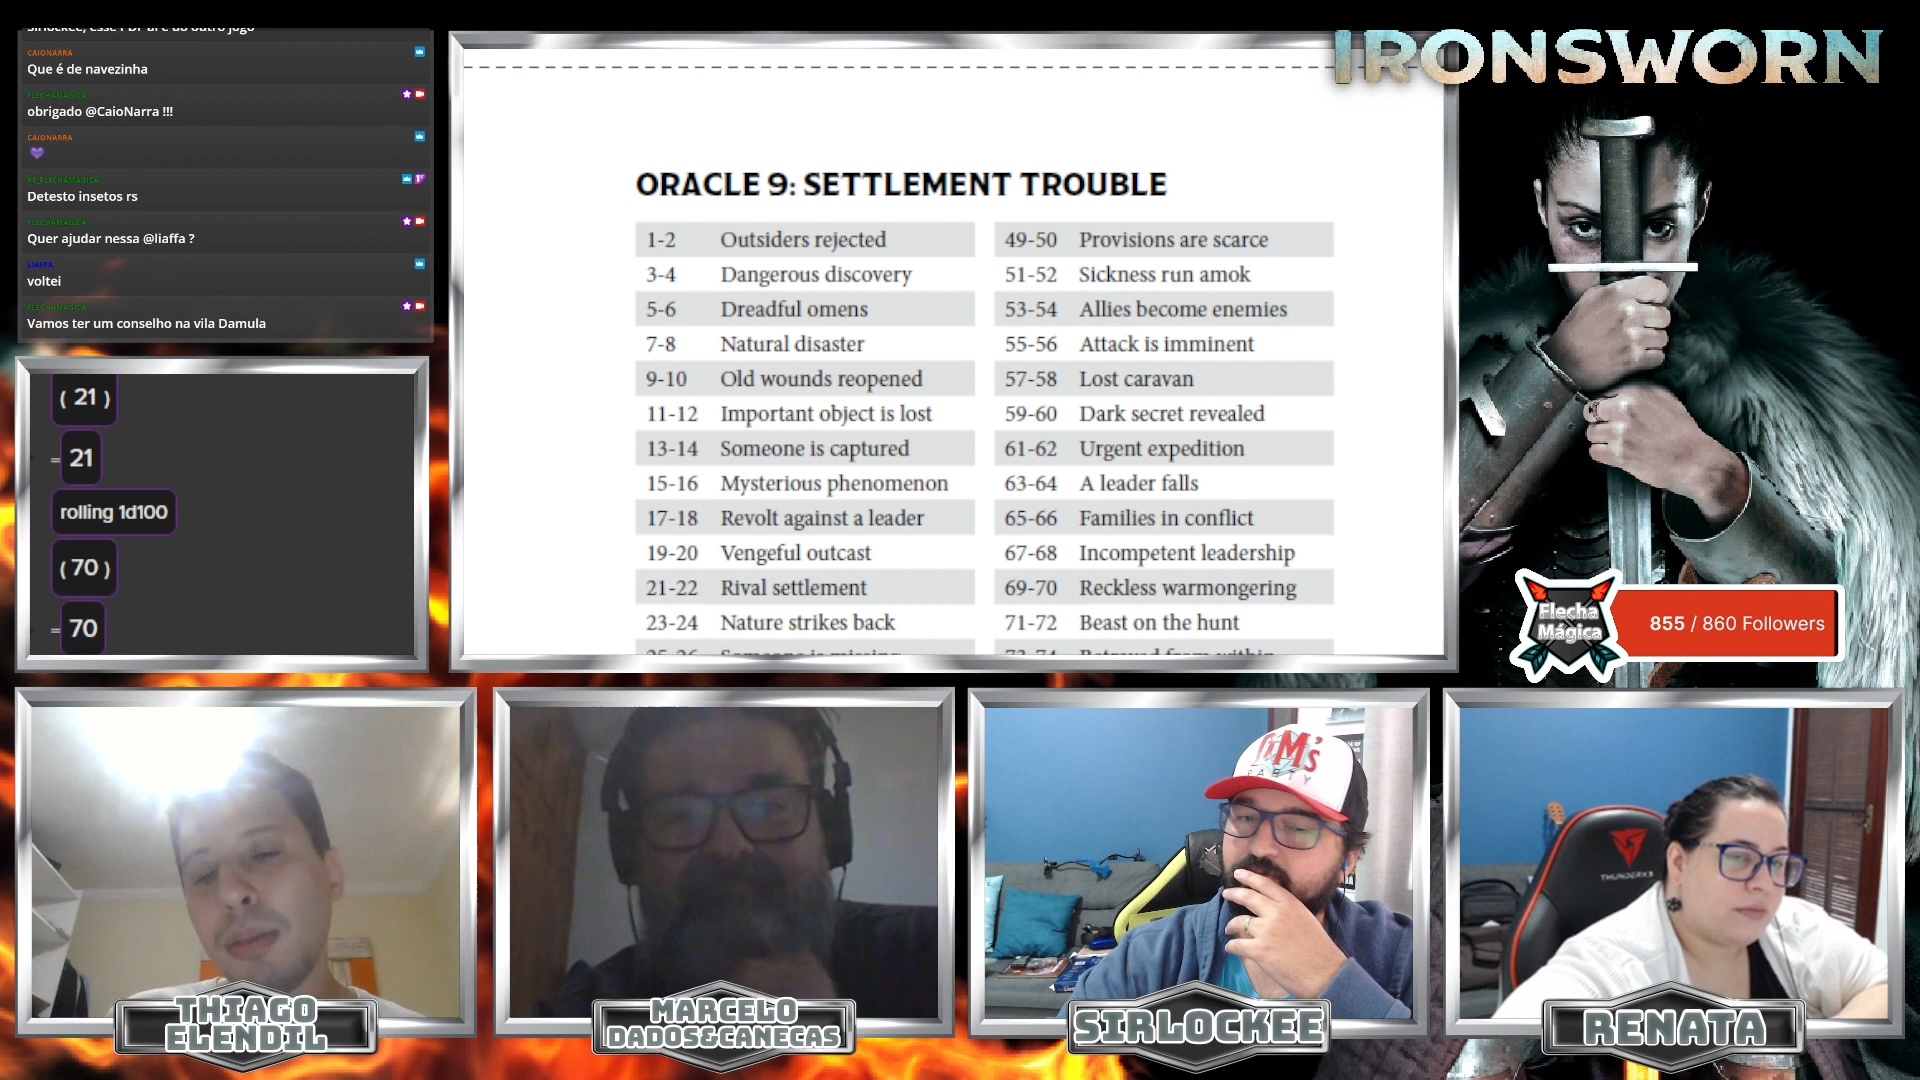 CAIONARRA
Que é de navezinha
FLECHAMAGICA
obrigado @CaioNarra !!!
CAIONARRA
RE_FLECHAMAGICA
Detesto insetos rs
FLECHAMAGICA
Quer ajudar nessa @liaffa ?
LIAFFA
voltei
FLECHAMAGICA
Vamos ter um conselho na vila Damula
( 21 )
= 21
rolling 1d100
( 70 )
= 70
IRONSWORN
ORACLE 9: SETTLEMENT TROUBLE
1-2 Outsiders rejected
3-4 Dangerous discovery
5-6 Dreadful omens
7-8 Natural disaster
9-10 Old wounds reopened
11-12 Important object is lost
13-14 Someone is captured
15-16 Mysterious phenomenon
17-18 Revolt against a leader
19-20 Vengeful outcast
21-22 Rival settlement
23-24 Nature strikes back
49-50 Provisions are scarce
51-52 Sickness run amok
53-54 Allies become enemies
55-56 Attack is imminent
57-58 Lost caravan
59-60 Dark secret revealed
61-62 Urgent expedition
63-64 A leader falls
65-66 Families in conflict
67-68 Incompetent leadership
69-70 Reckless warmongering
71-72 Beast on the hunt
Flecha
Mágica
855 / 860 Followers
THUNDERX3
THIAGO
ELENDIL
MARCELO
DADOS&CANECAS
SIRLOCKEE
RENATA